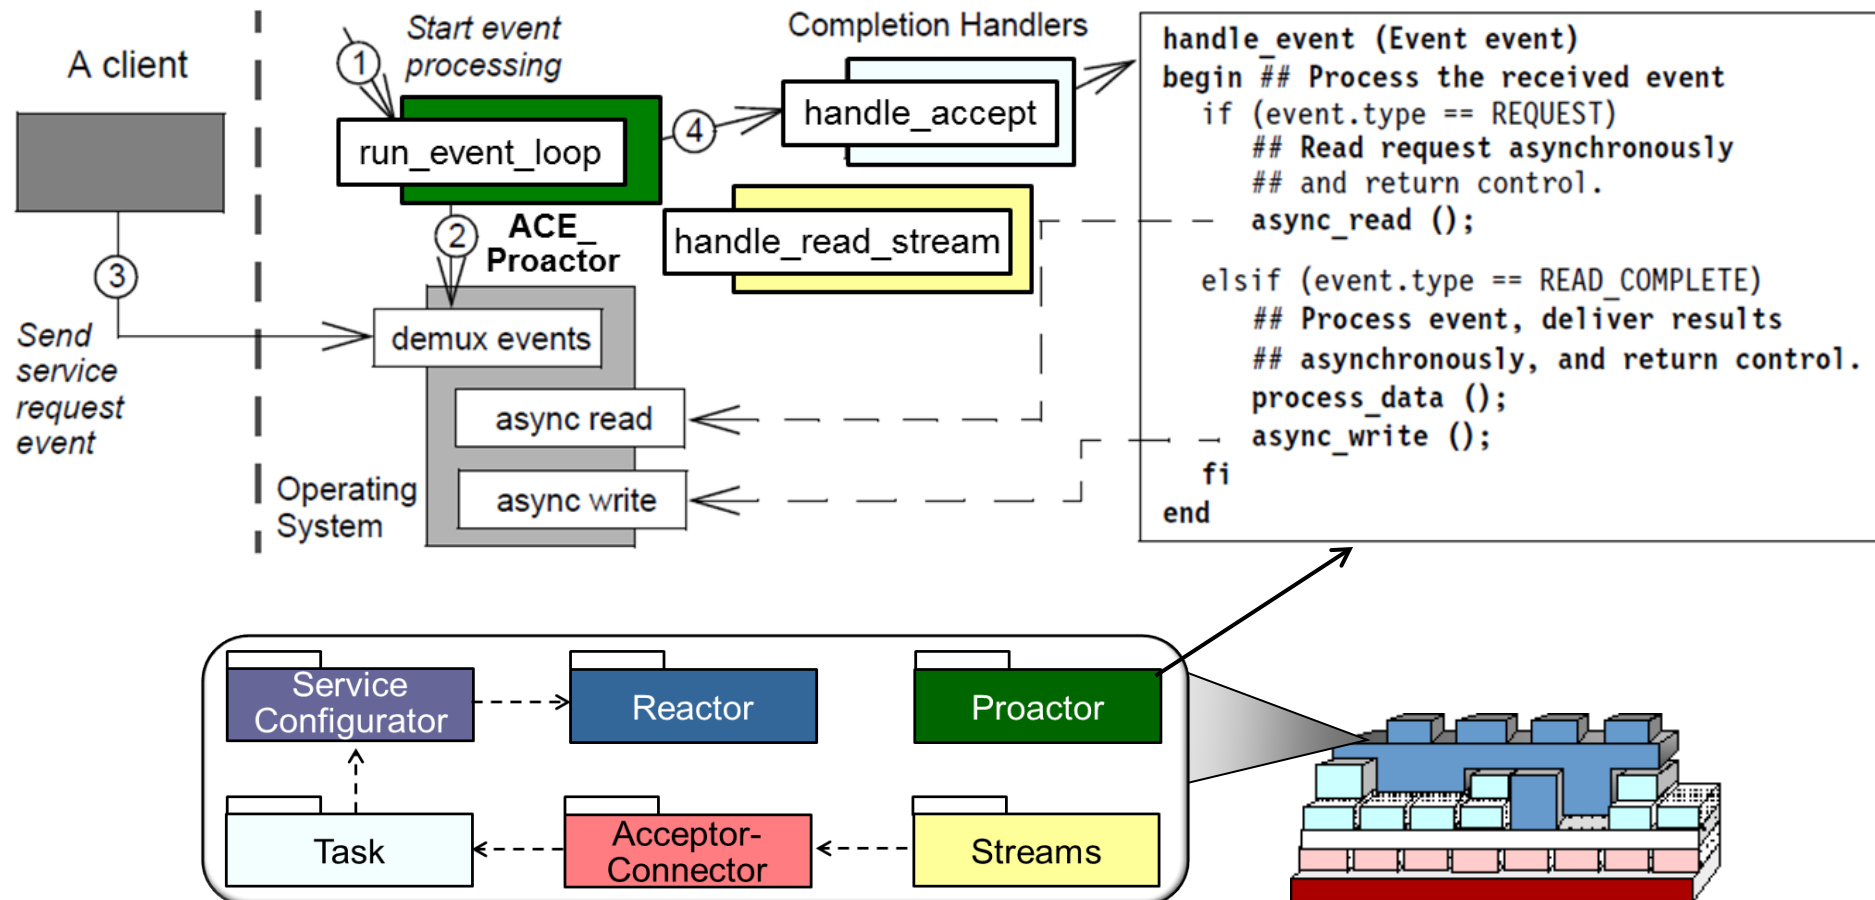 A client
Start event
processing
1
run_event_loop
4
2
ACE_
Proactor
3
Send
service
request
event
demux events
async read
async write
Operating
System
Completion Handlers
handle_accept
handle_read_stream
handle_event (Event event)
begin ## Process the received event
if (event.type == REQUEST)
## Read request asynchronously
## and return control.
async_read ();
elsif (event.type == READ_COMPLETE)
## Process event, deliver results
## asynchronously, and return control.
process_data ();
async_write ();
fi
end
Service
Configurator
Reactor
Proactor
Task
Acceptor-
Connector
Streams